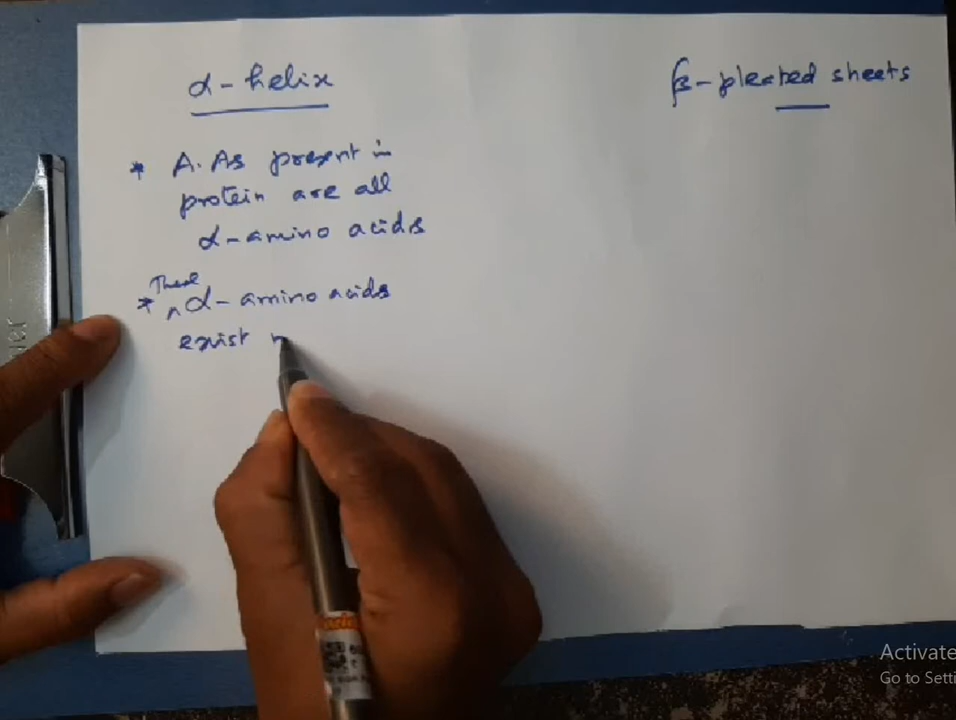 α-helix
β-pleated sheets
* A.As present in
protein are all
α-amino acids
These
* ^ α-amino acids
exist
Activate
Go to Setti